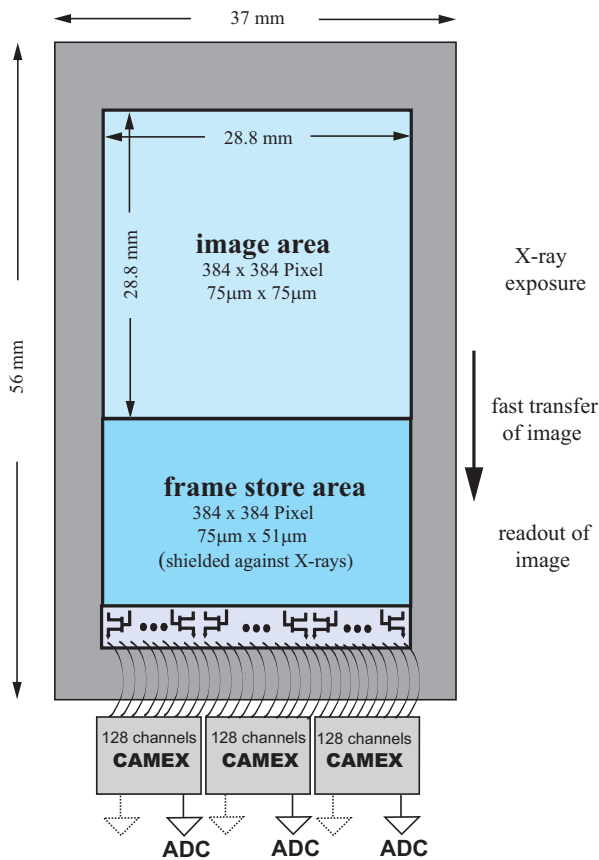 37 mm
28.8 mm
28.8 mm
56 mm
image area
384 x 384 Pixel
75µm x 75µm
X-ray
exposure
fast transfer
of image
frame store area
384 x 384 Pixel
75µm x 51µm
(shielded against X-rays)
readout of
image
128 channels
CAMEX
128 channels
CAMEX
128 channels
CAMEX
ADC
ADC
ADC